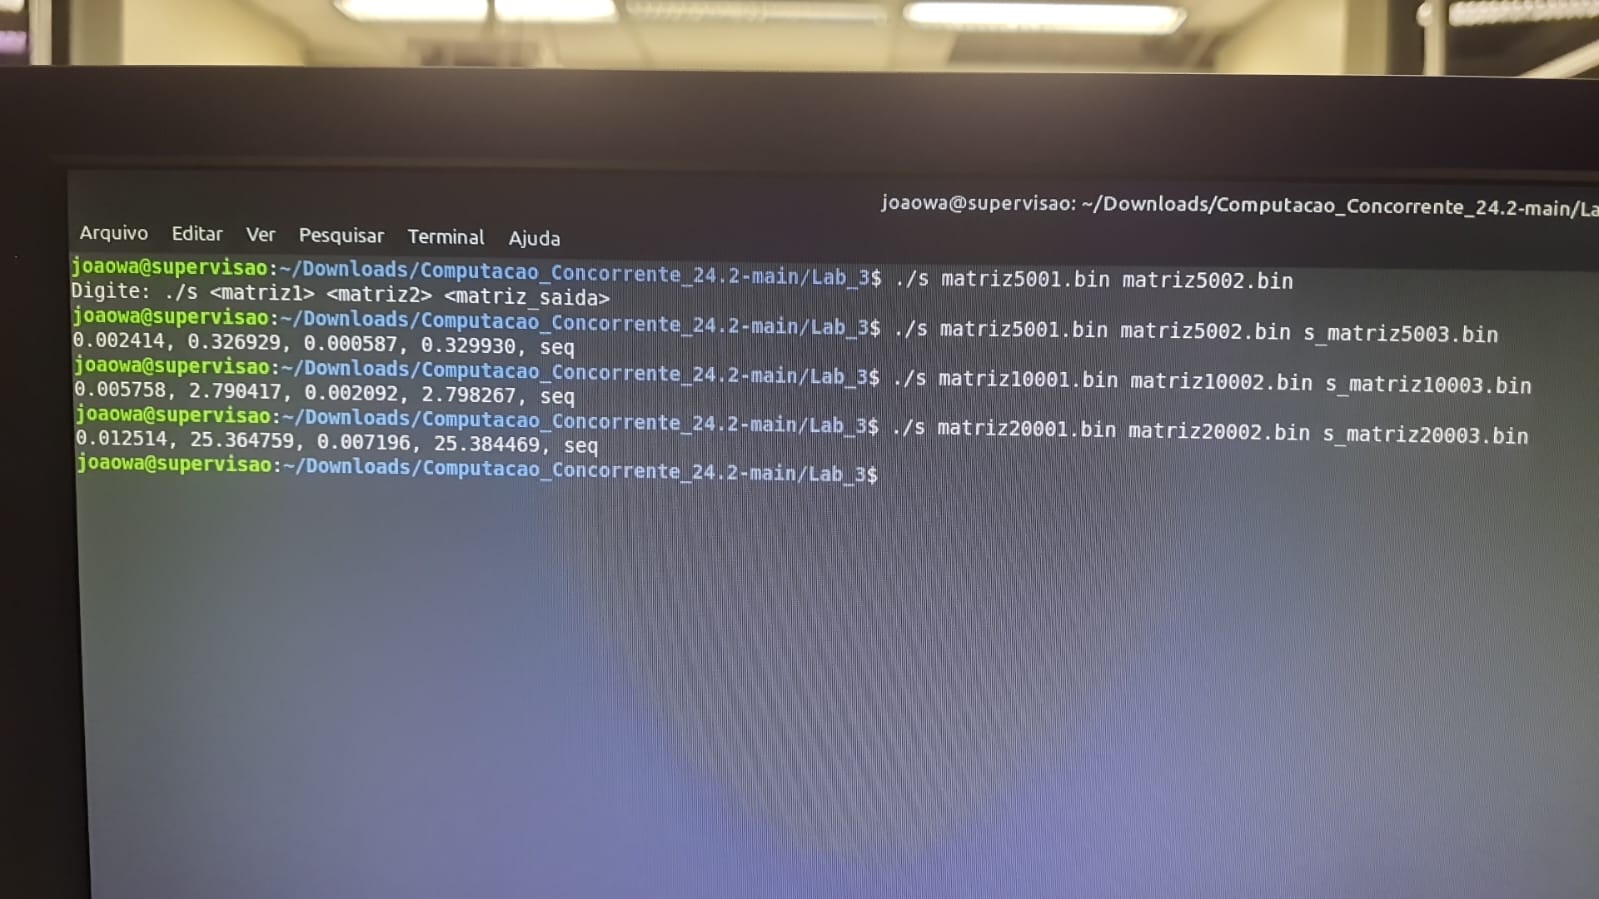 joaowa@supervisao: ~/Downloads/Computacao_Concorrente_24.2-main/La
Arquivo Editar Ver Pesquisar Terminal Ajuda
joaowa@supervisao:~/Downloads/Computacao_Concorrente_24.2-main/Lab_3$ ./s matriz5001.bin matriz5002.bin
Digite: ./s <matriz1> <matriz2> <matriz_saida>
joaowa@supervisao:~/Downloads/Computacao_Concorrente_24.2-main/Lab_3$ ./s matriz5001.bin matriz5002.bin s_matriz5003.bin
0.002414, 0.326929, 0.000587, 0.329930, seq
joaowa@supervisao:~/Downloads/Computacao_Concorrente_24.2-main/Lab_3$ ./s matriz10001.bin matriz10002.bin s_matriz10003.bin
0.005758, 2.790417, 0.002092, 2.798267, seq
joaowa@supervisao:~/Downloads/Computacao_Concorrente_24.2-main/Lab_3$ ./s matriz20001.bin matriz20002.bin s_matriz20003.bin
0.012514, 25.364759, 0.007196, 25.384469, seq
joaowa@supervisao:~/Downloads/Computacao_Concorrente_24.2-main/Lab_3$